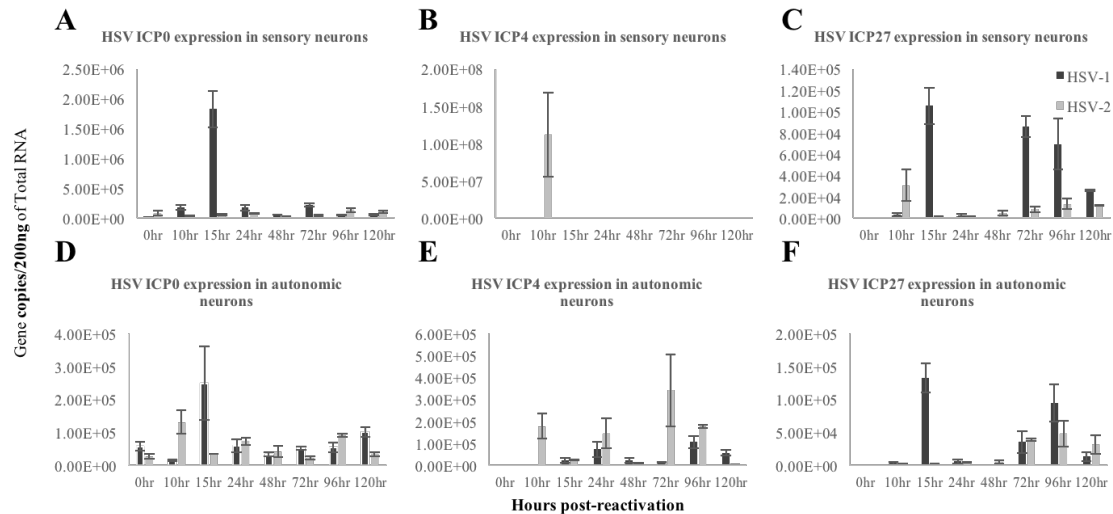 A
HSV ICP0 expression in sensory neurons
2.50E+06
2.00E+06
1.50E+06
1.00E+06
5.00E+05
0.00E+00
0hr 10hr 15hr 24hr 48hr 72hr 96hr 120hr
B
HSV ICP4 expression in sensory neurons
2.00E+08
1.50E+08
1.00E+08
5.00E+07
0.00E+00
0hr 10hr 15hr 24hr 48hr 72hr 96hr 120hr
C
HSV ICP27 expression in sensory neurons
1.40E+05
1.20E+05
1.00E+05
8.00E+04
6.00E+04
4.00E+04
2.00E+04
0.00E+00
0hr 10hr 15hr 24hr 48hr 72hr 96hr 120hr
HSV-1
HSV-2
Gene copies/200ng of Total RNA
D
HSV ICP0 expression in autonomic
neurons
4.00E+05
3.00E+05
2.00E+05
1.00E+05
0.00E+00
0hr 10hr 15hr 24hr 48hr 72hr 96hr 120hr
E
HSV ICP4 expression in autonomic
neurons
6.00E+05
5.00E+05
4.00E+05
3.00E+05
2.00E+05
1.00E+05
0.00E+00
0hr 10hr 15hr 24hr 48hr 72hr 96hr 120hr
F
HSV ICP27 expression in autonomic
neurons
2.00E+05
1.50E+05
1.00E+05
5.00E+04
0.00E+00
0hr 10hr 15hr 24hr 48hr 72hr 96hr 120hr
Hours post-reactivation